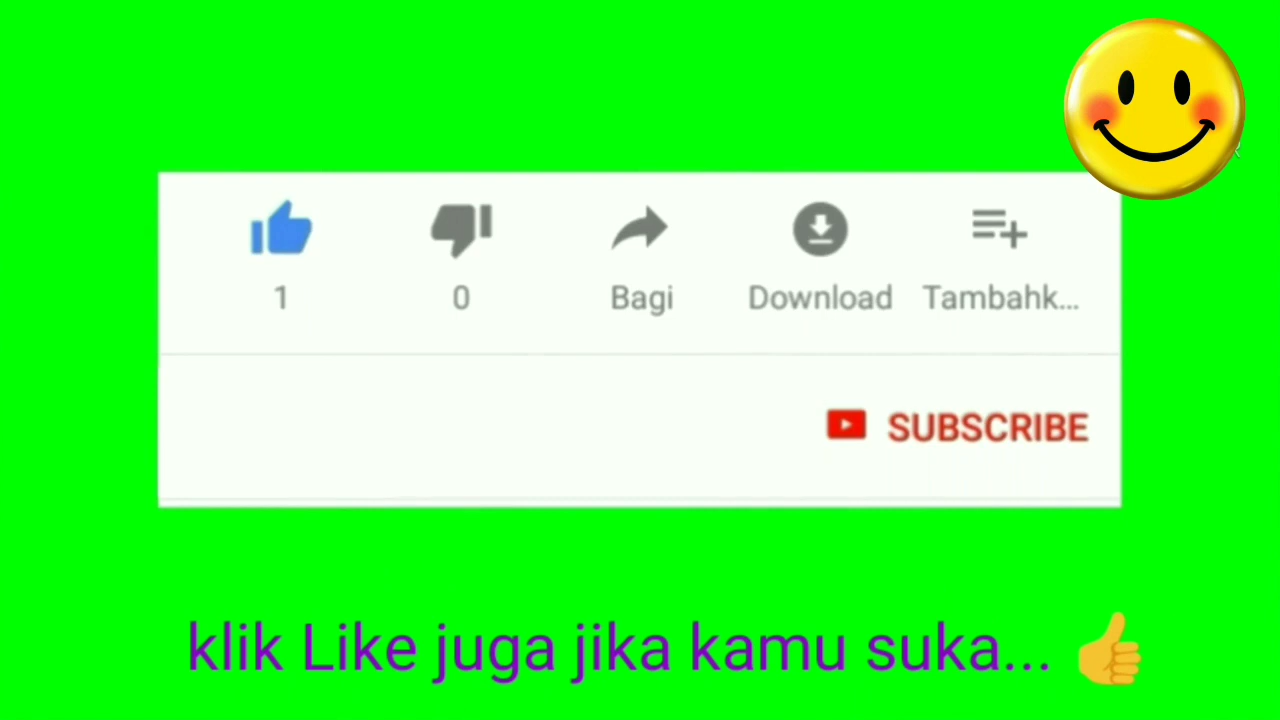 1 0 Bagi Download Tambahk...
SUBSCRIBE
klik Like juga jika kamu suka... 👍